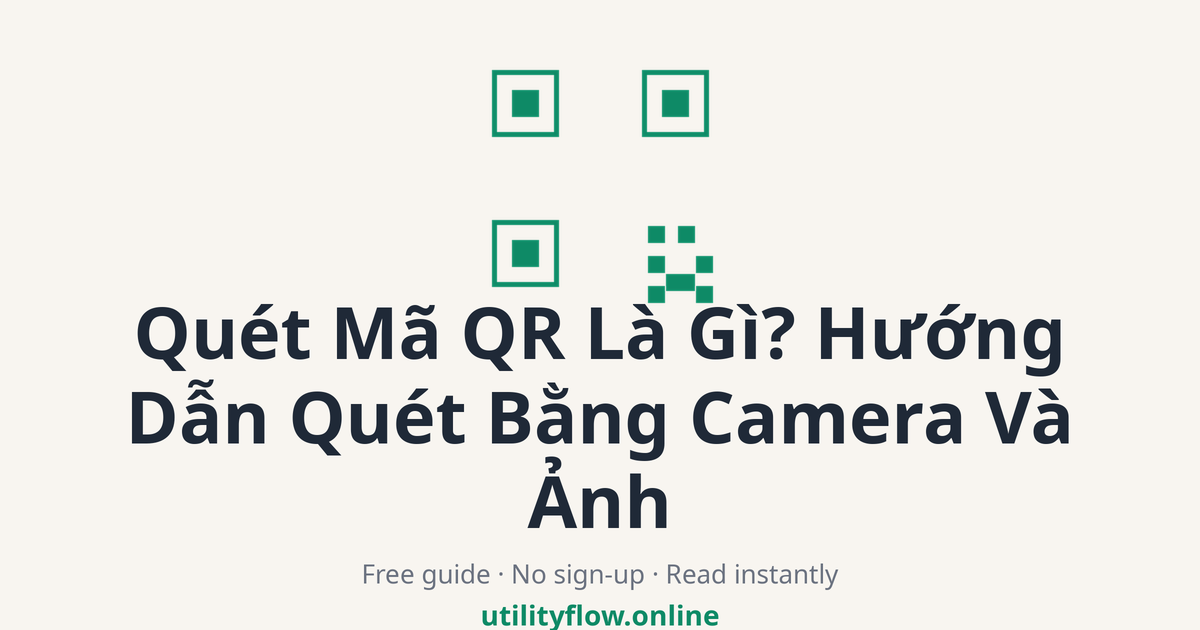 Quét Mã QR Là Gì? Hướng
Dẫn Quét Bằng Camera Và
Ảnh
Free guide · No sign-up · Read instantly
utilityflow.online